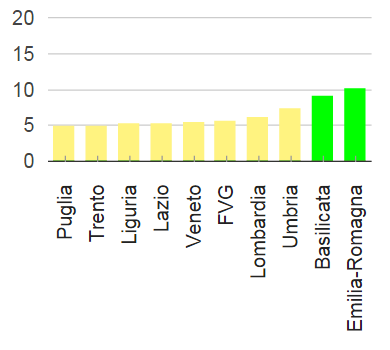 20
15
10
5
0
Puglia
Trento
Liguria
Lazio
Veneto
FVG
Lombardia
Umbria
Basilicata
Emilia-Romagna